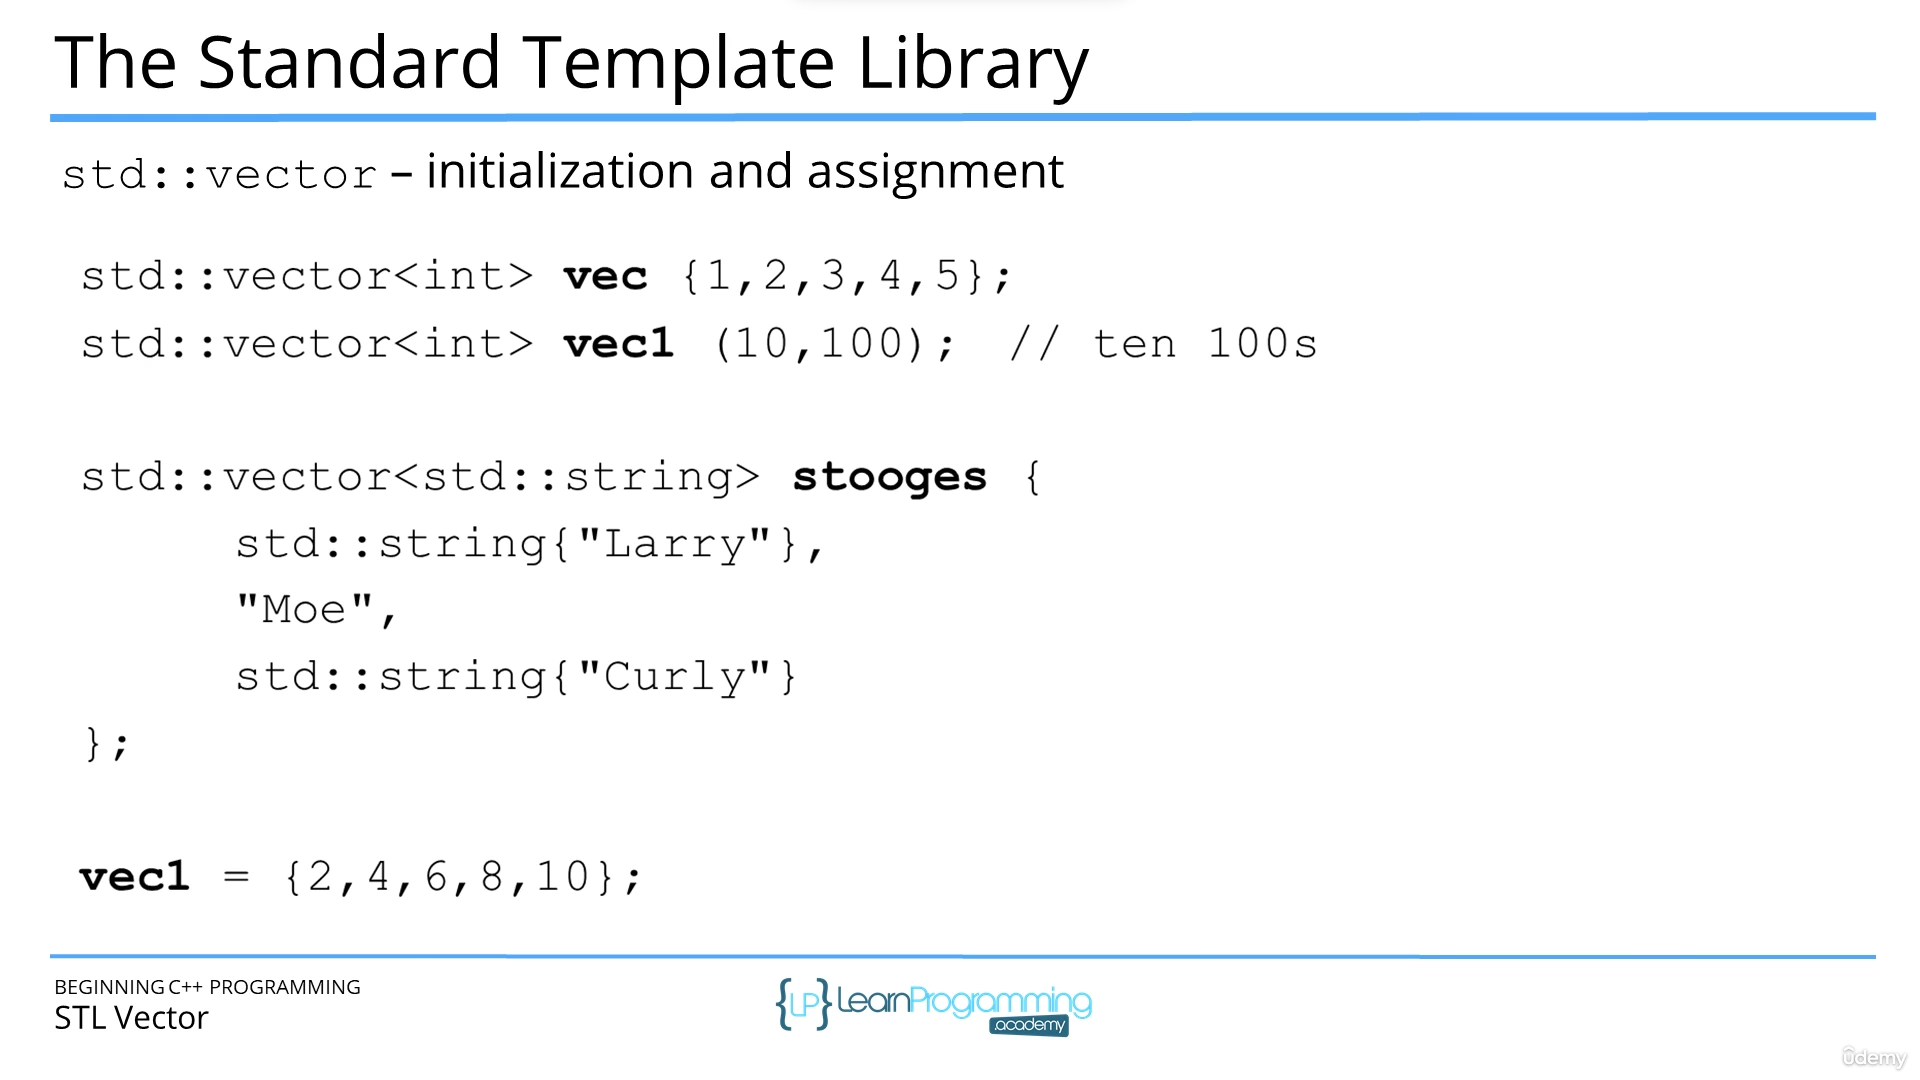 The Standard Template Library
std::vector – initialization and assignment
std::vector<int> vec {1,2,3,4,5};
std::vector<int> vec1 (10,100);  // ten 100s
std::vector<std::string> stooges {
std::string{"Larry"},
"Moe",
std::string{"Curly"}
};
vec1 = {2,4,6,8,10};
BEGINNING C++ PROGRAMMING
STL Vector
{LP} LearnProgramming
.academy
ûdemy